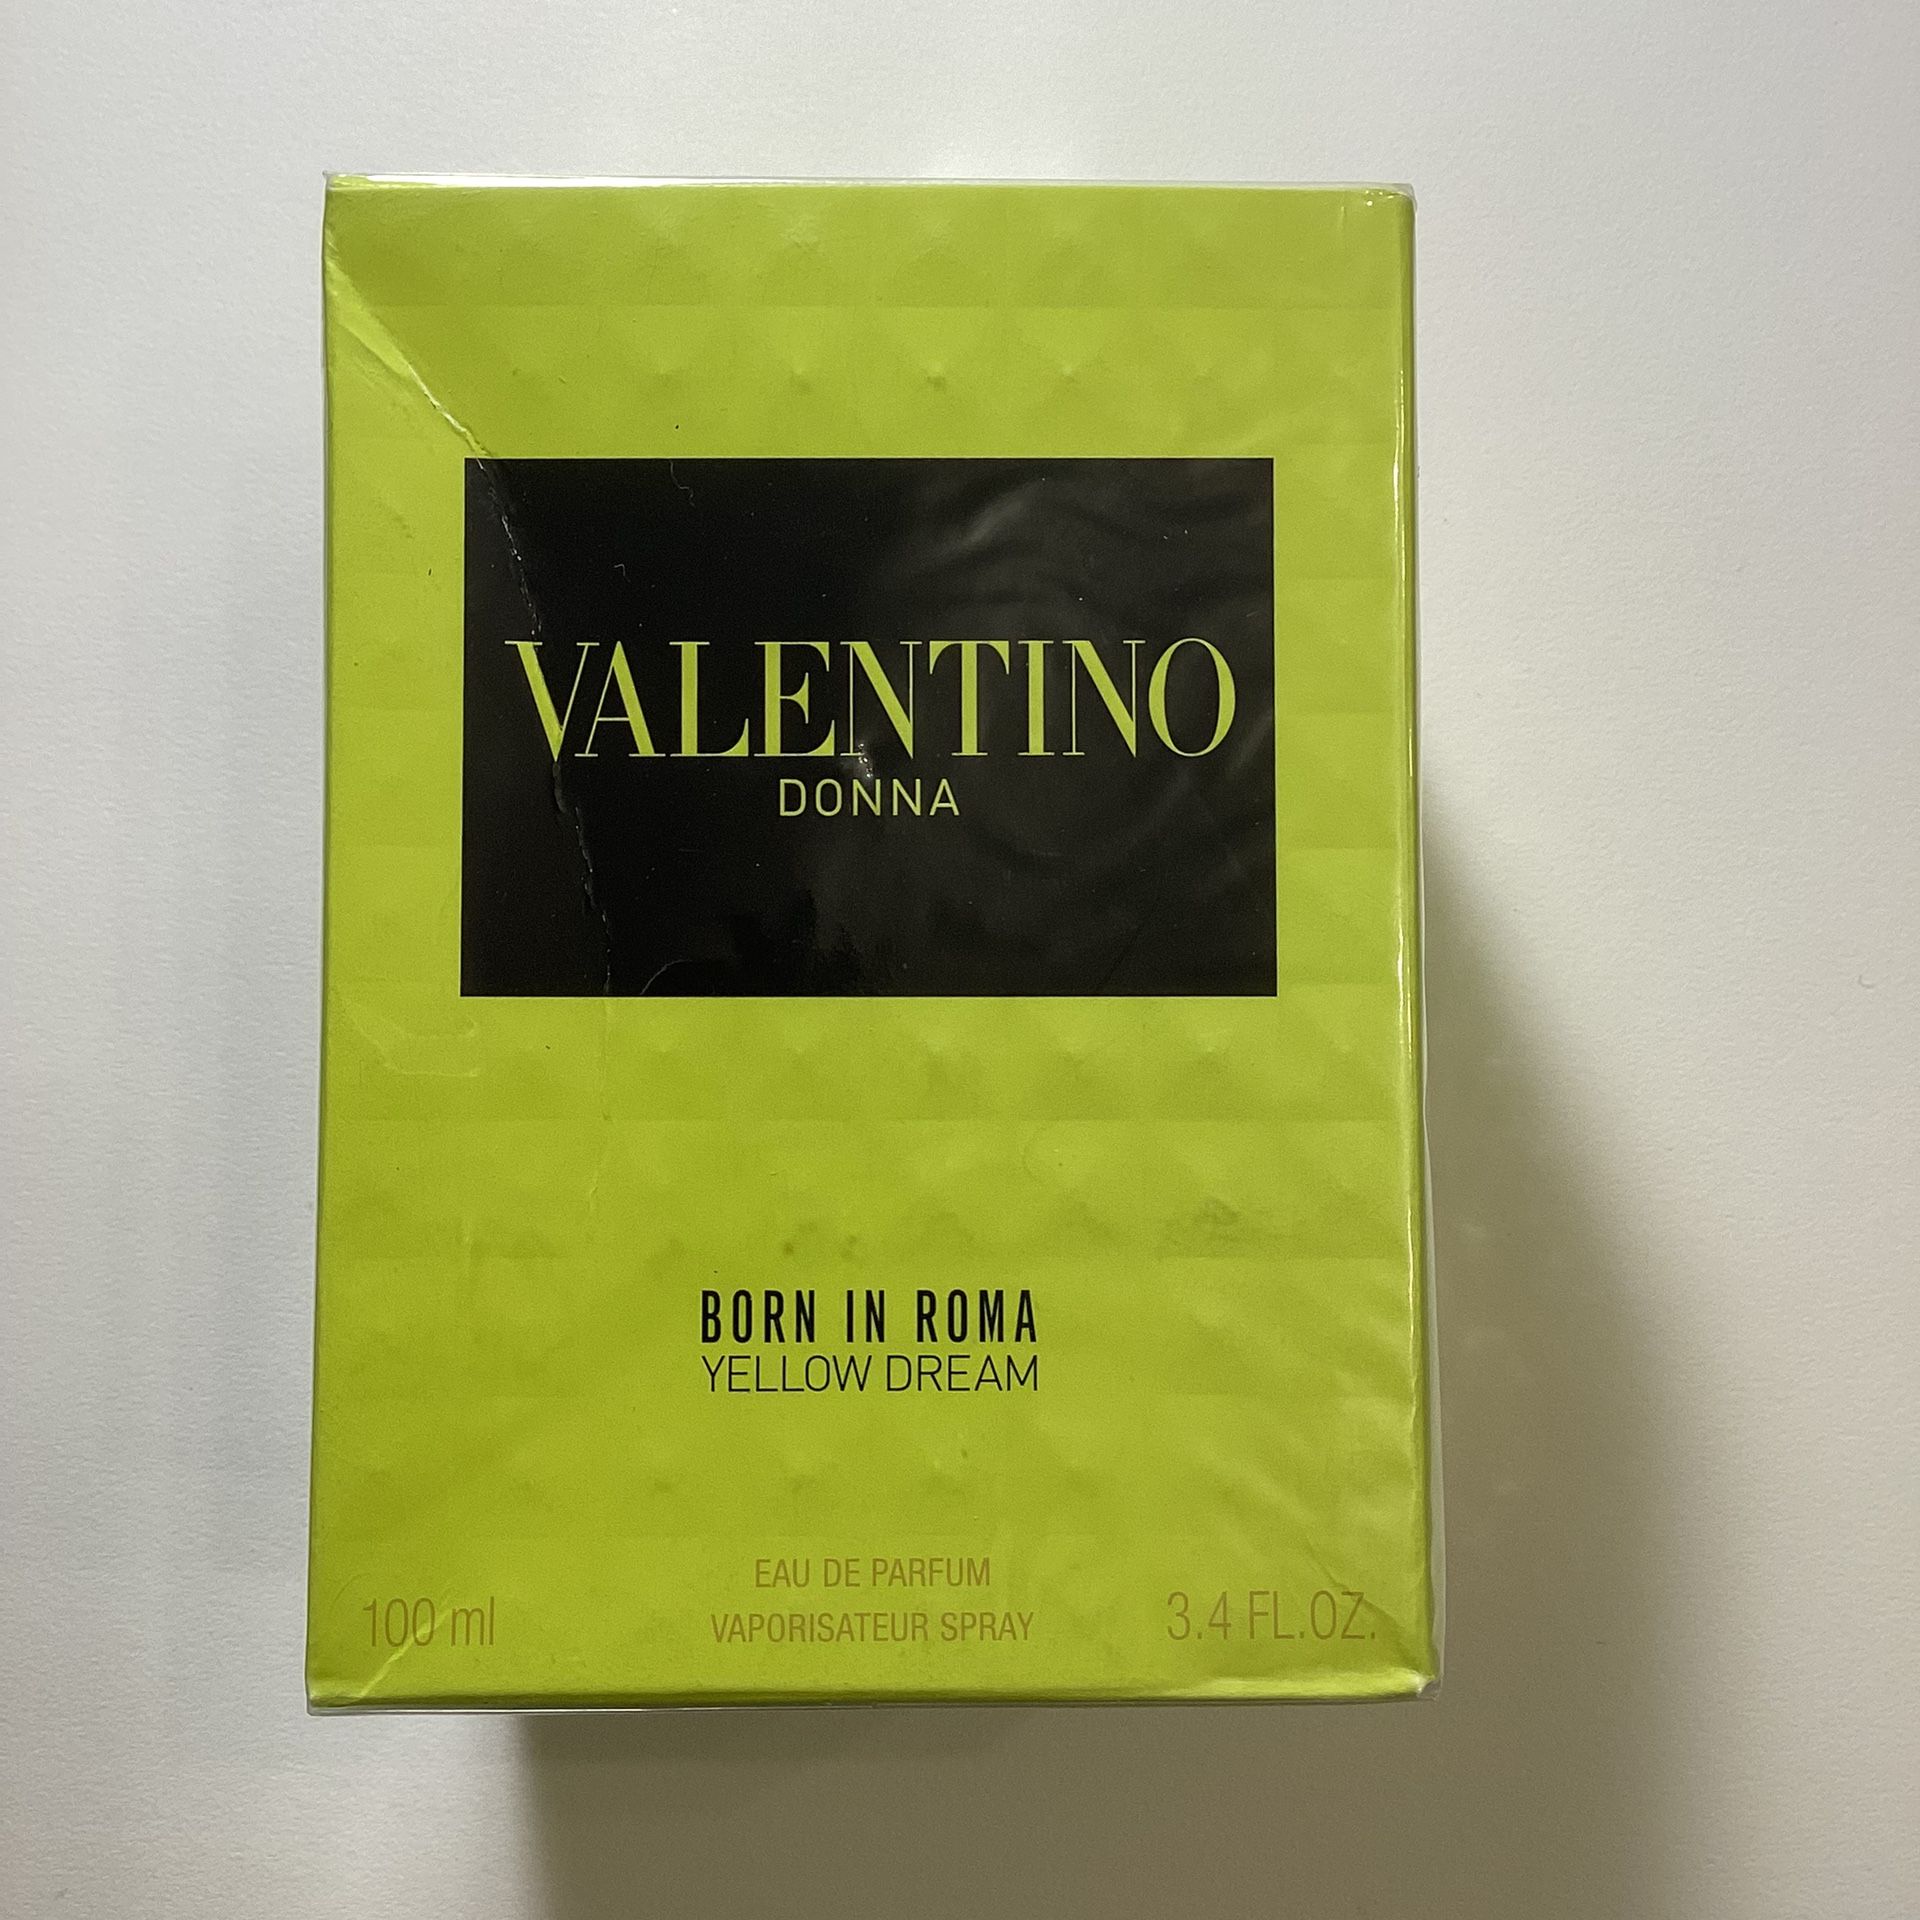 VALENTINO
DONNA
BORN IN ROMA
YELLOW DREAM
EAU DE PARFUM
100 ml
VAPORISATEUR SPRAY
3.4 FL.OZ.